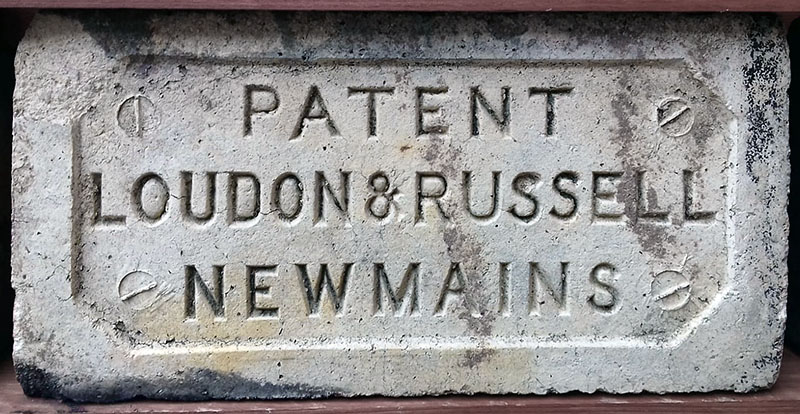 PATENT
LOUDON & RUSSELL
NEWMAINS